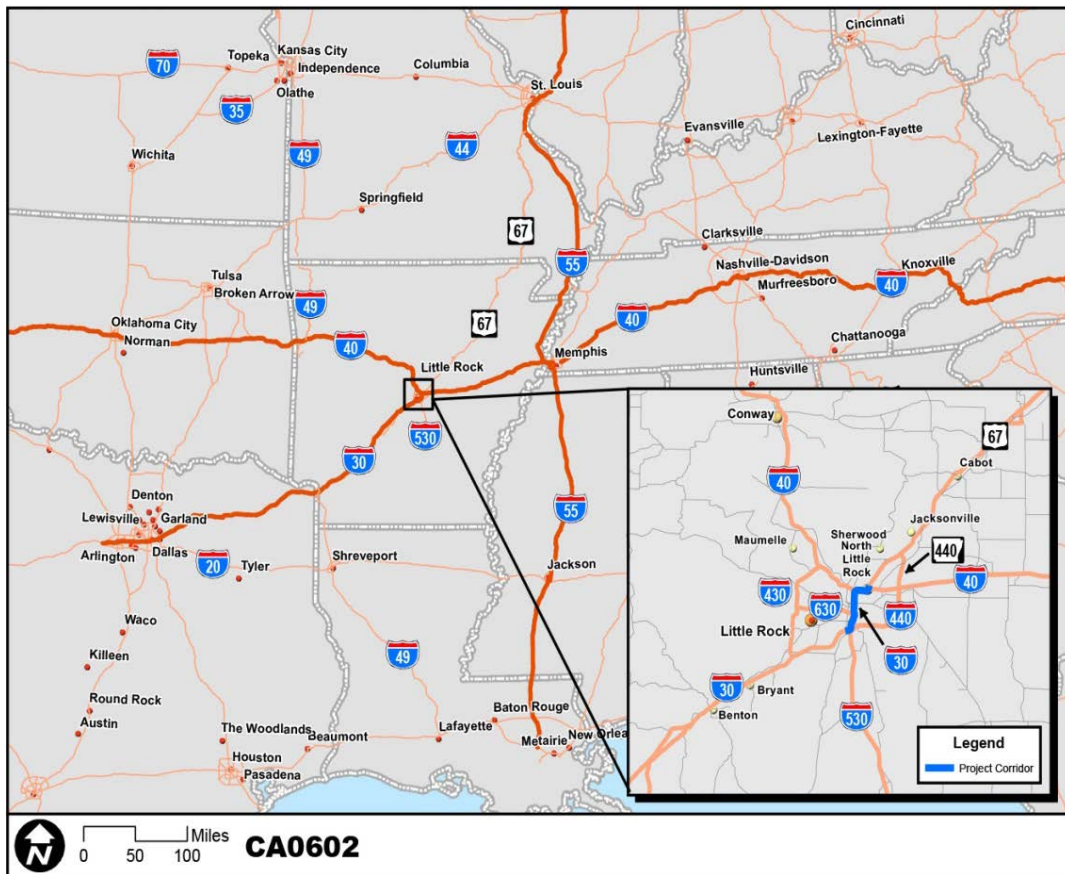 Cincinnati
Topeka
Kansas City
70
Independence
Columbia
St. Louis
Olathe
35
Evansville
Lexington-Fayette
Wichita
49
44
Springfield
67
Clarksville
55
Nashville-Davidson
Knoxville
40
Murfreesboro
Tulsa
Broken Arrow
49
67
40
Oklahoma City
Norman
40
Chattanooga
Memphis
Little Rock
Huntsville
530
30
Denton
Lewisville
Garland
Arlington
Dallas
20
Tyler
Shreveport
55
Jackson
Waco
Killeen
49
Round Rock
Austin
The Woodlands
Beaumont
Lafayette
Baton Rouge
Metairie
New Orlea
Houston
Pasadena
Conway
67
Cabot
40
Jacksonville
Maumelle
Sherwood
North
Little
Rock
440
40
430
630
440
Little Rock
30
30
Bryant
Benton
530
Legend
Project Corridor
N
Miles
0 50 100
CA0602